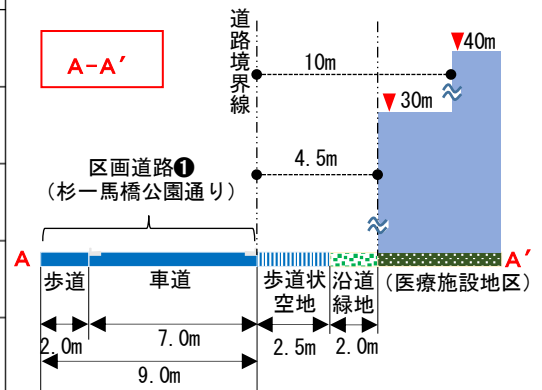 A-A′
道路境界線
10m
40m
30m
4.5m
区画道路❶
(杉一馬橋公園通り)
A
A′
歩道
車道
歩道状
空地
沿道
緑地
(医療施設地区)
2.0m
7.0m
2.5m
2.0m
9.0m